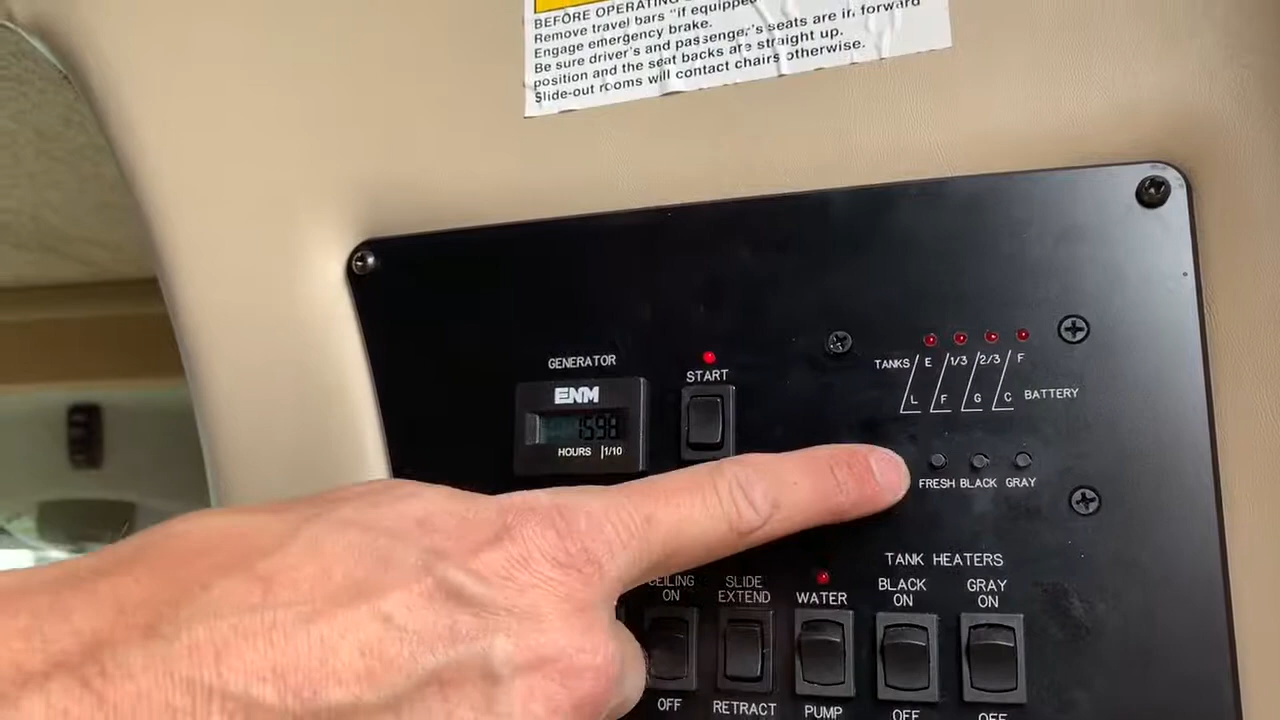 BEFORE OPERATING
Remove travel bars "if equipped
Engage emergency brake.
Be sure driver's and passenger's seats are in forward
position and the seat backs are straight up.
Slide-out rooms will contact chairs otherwise.
GENERATOR
START
ENM
1598
HOURS 1/10
TANKS E 1/3 2/3 F
L F G C BATTERY
FRESH BLACK GRAY
TANK HEATERS
CEILING
ON
SLIDE
EXTEND
WATER
BLACK
ON
GRAY
ON
OFF
RETRACT
PUMP
OFF
OFF